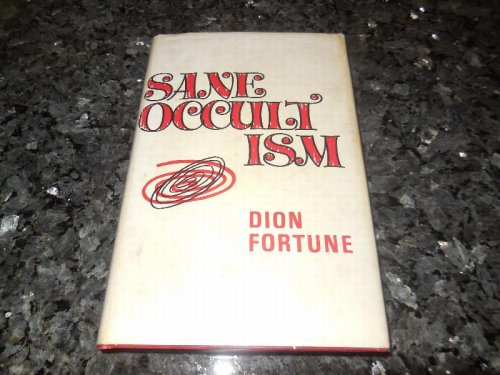 SANE
OCCULT
ISM
DION
FORTUNE